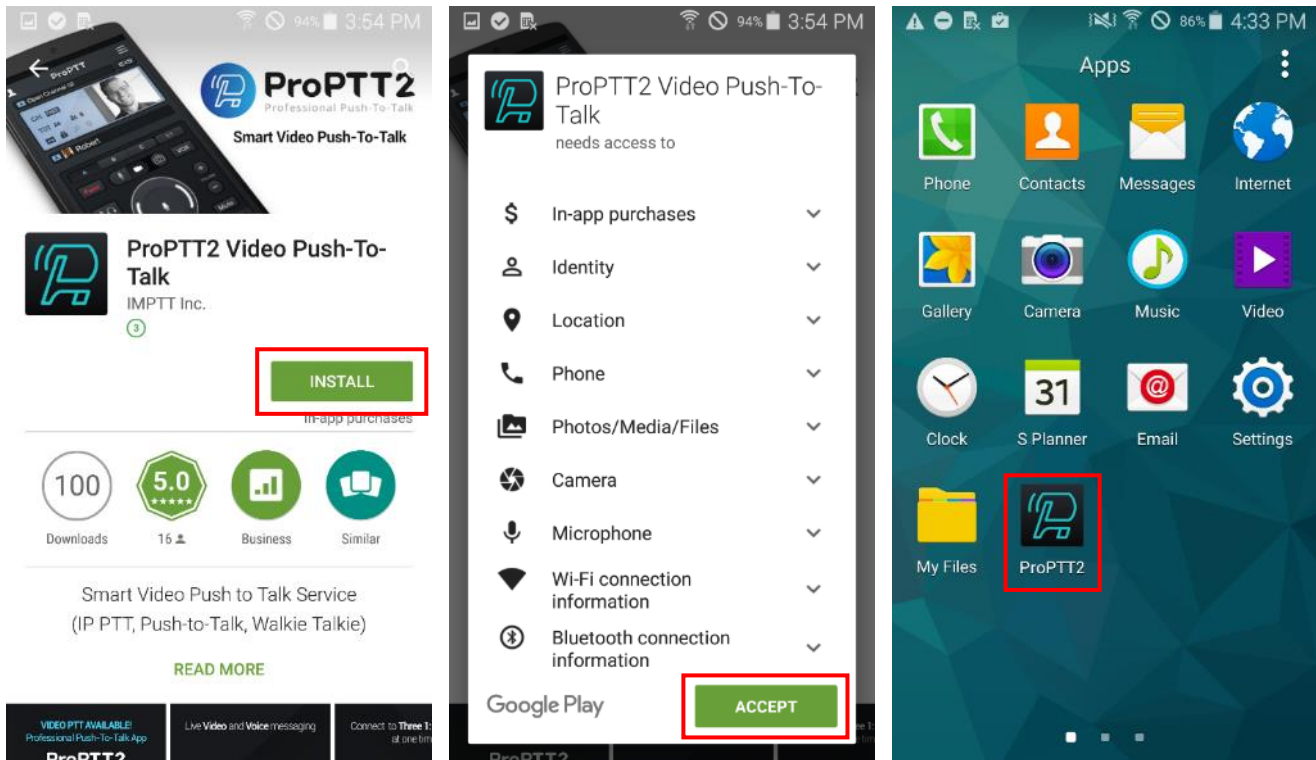 94% 3:54 PM
ProPTT
ProPTT2
Professional Push-To-Talk
Smart Video Push-To-Talk
Robert
ProPTT2 Video Push-To-
Talk
IMPTT Inc.
3
INSTALL
In-app purchases
100
5.0
Downloads
16
Business
Similar
Smart Video Push to Talk Service
(IP PTT, Push-to-Talk, Walkie Talkie)
READ MORE
VIDEO PTT AVAILABLE!
Professional Push-To-Talk App
ProPTT2
Live Video and Voice messaging
Connect to Three 1:
at one tim
94% 3:54 PM
ProPTT2 Video Push-To-
Talk
needs access to
$ In-app purchases
Identity
Location
Phone
Photos/Media/Files
Camera
Microphone
Wi-Fi connection
information
Bluetooth connection
information
Google Play
ACCEPT
86% 4:33 PM
Apps
Phone
Contacts
Messages
Internet
Gallery
Camera
Music
Video
31
@
Clock
S Planner
Email
Settings
My Files
ProPTT2